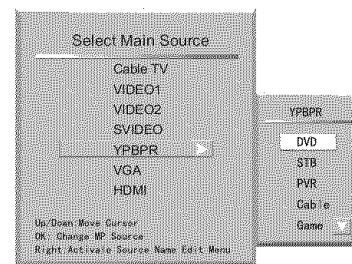 Select Main Source
Cable TV
VIDEO1
VIDEO2
SVIDEO
YPBPR
VGA
HDMI
Up/Down:Move Cursor
OK: Change MP Source
Right:Activale Source Name Edit Menu
YPBPR
DVD
STB
PVR
Cable
Game